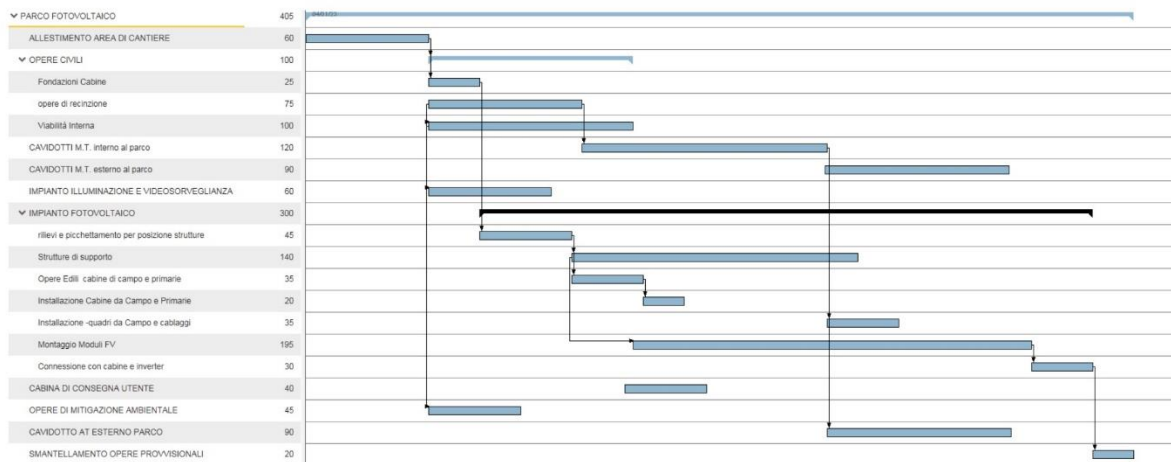 PARCO FOTOVOLTAICO 405
ALLESTIMENTO AREA DI CANTIERE 60
OPERE CIVILI 100
Fondazioni Cabine 25
opere di recinzione 75
Viabilità Interna 100
CAVIDOTTI M.T. interno al parco 120
CAVIDOTTI M.T. esterno al parco 90
IMPIANTO ILLUMINAZIONE E VIDEOSORVEGLIANZA 60
IMPIANTO FOTOVOLTAICO 300
rilievi e picchettamento per posizione strutture 45
Strutture di supporto 140
Opere Edili cabine di campo e primarie 35
Installazione Cabine da Campo e Primarie 20
Installazione -quadri da Campo e cablaggi 35
Montaggio Moduli FV 195
Connessione con cabine e inverter 30
CABINA DI CONSEGNA UTENTE 40
OPERE DI MITIGAZIONE AMBIENTALE 45
CAVIDOTTO AT ESTERNO PARCO 90
SMANTELLAMENTO OPERE PROVVISIONALI 20